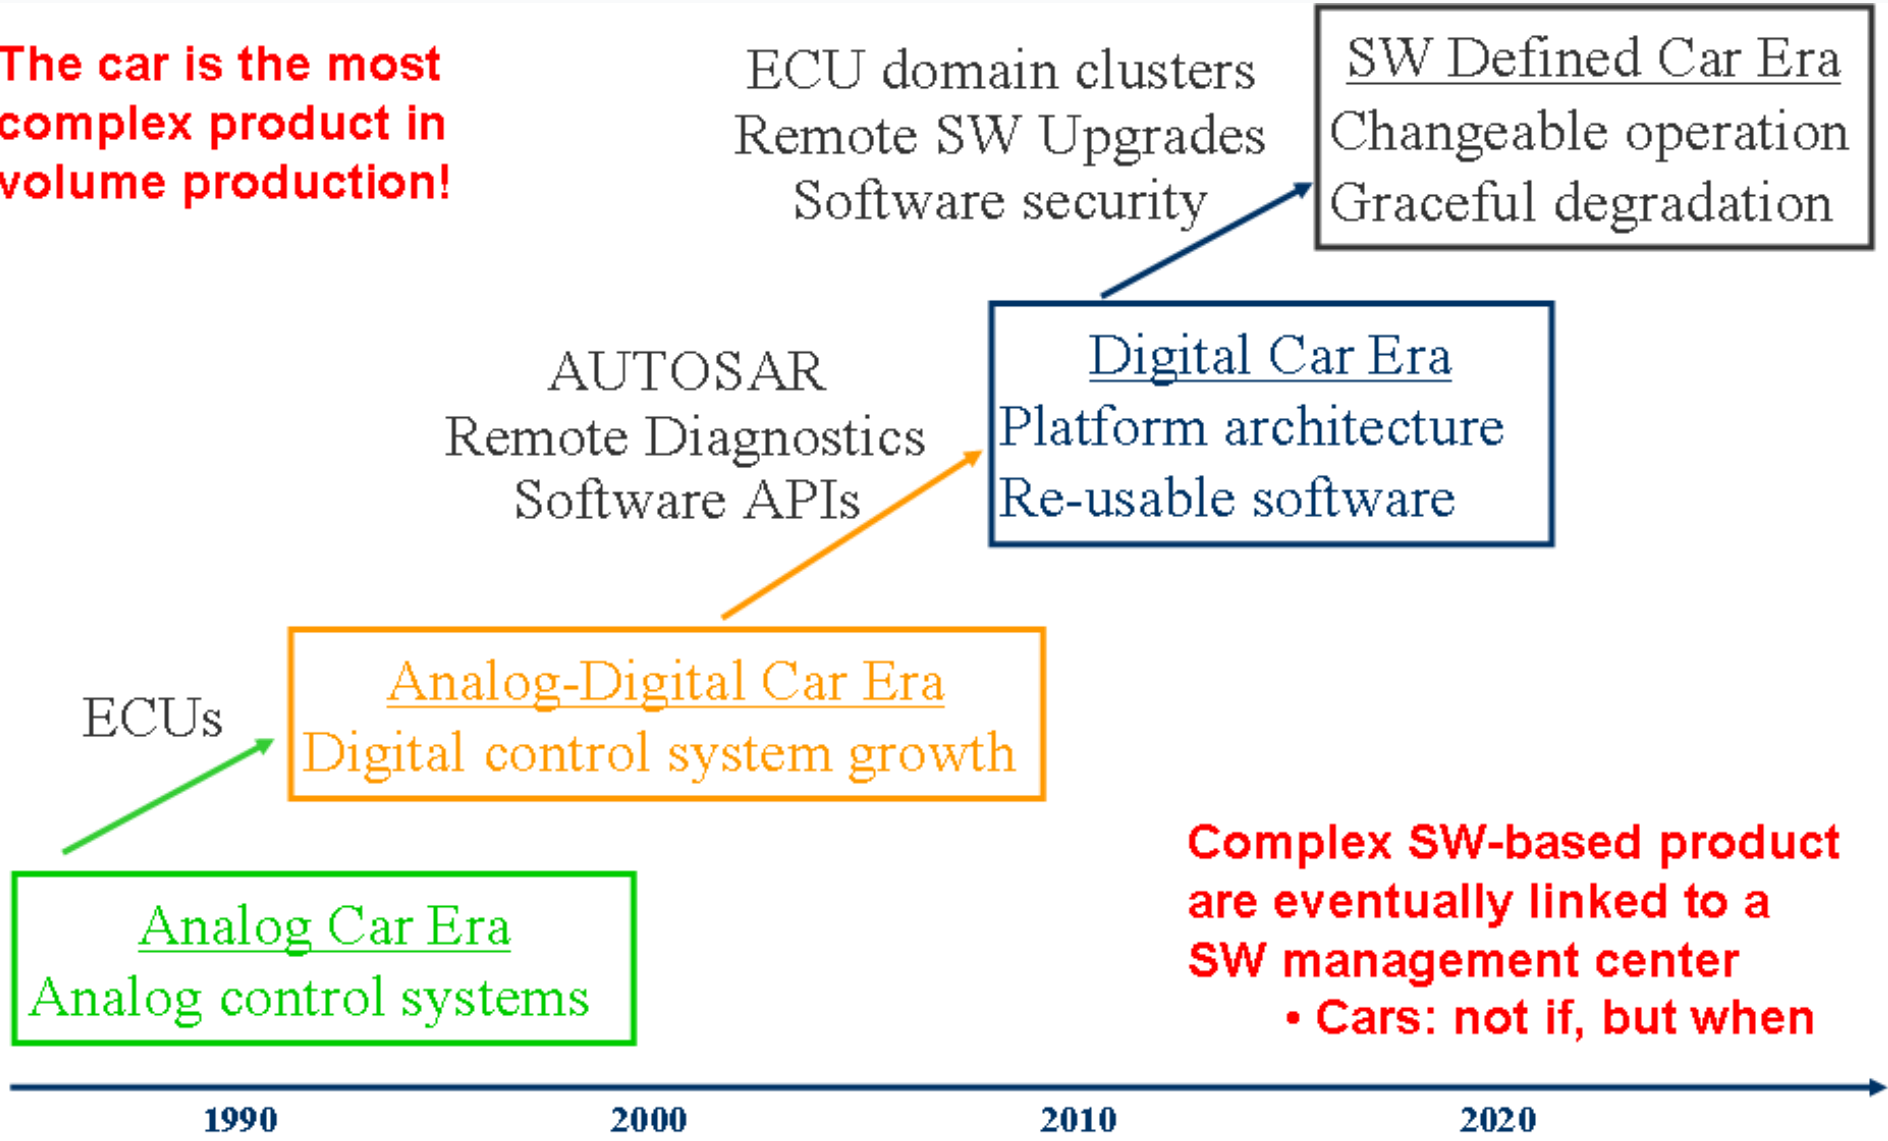 The car is the most
complex product in
volume production!
ECU domain clusters
Remote SW Upgrades
Software security
SW Defined Car Era
Changeable operation
Graceful degradation
AUTOSAR
Remote Diagnostics
Software APIs
Digital Car Era
Platform architecture
Re-usable software
ECUs
Analog-Digital Car Era
Digital control system growth
Analog Car Era
Analog control systems
Complex SW-based product
are eventually linked to a
SW management center
• Cars: not if, but when
1990
2000
2010
2020